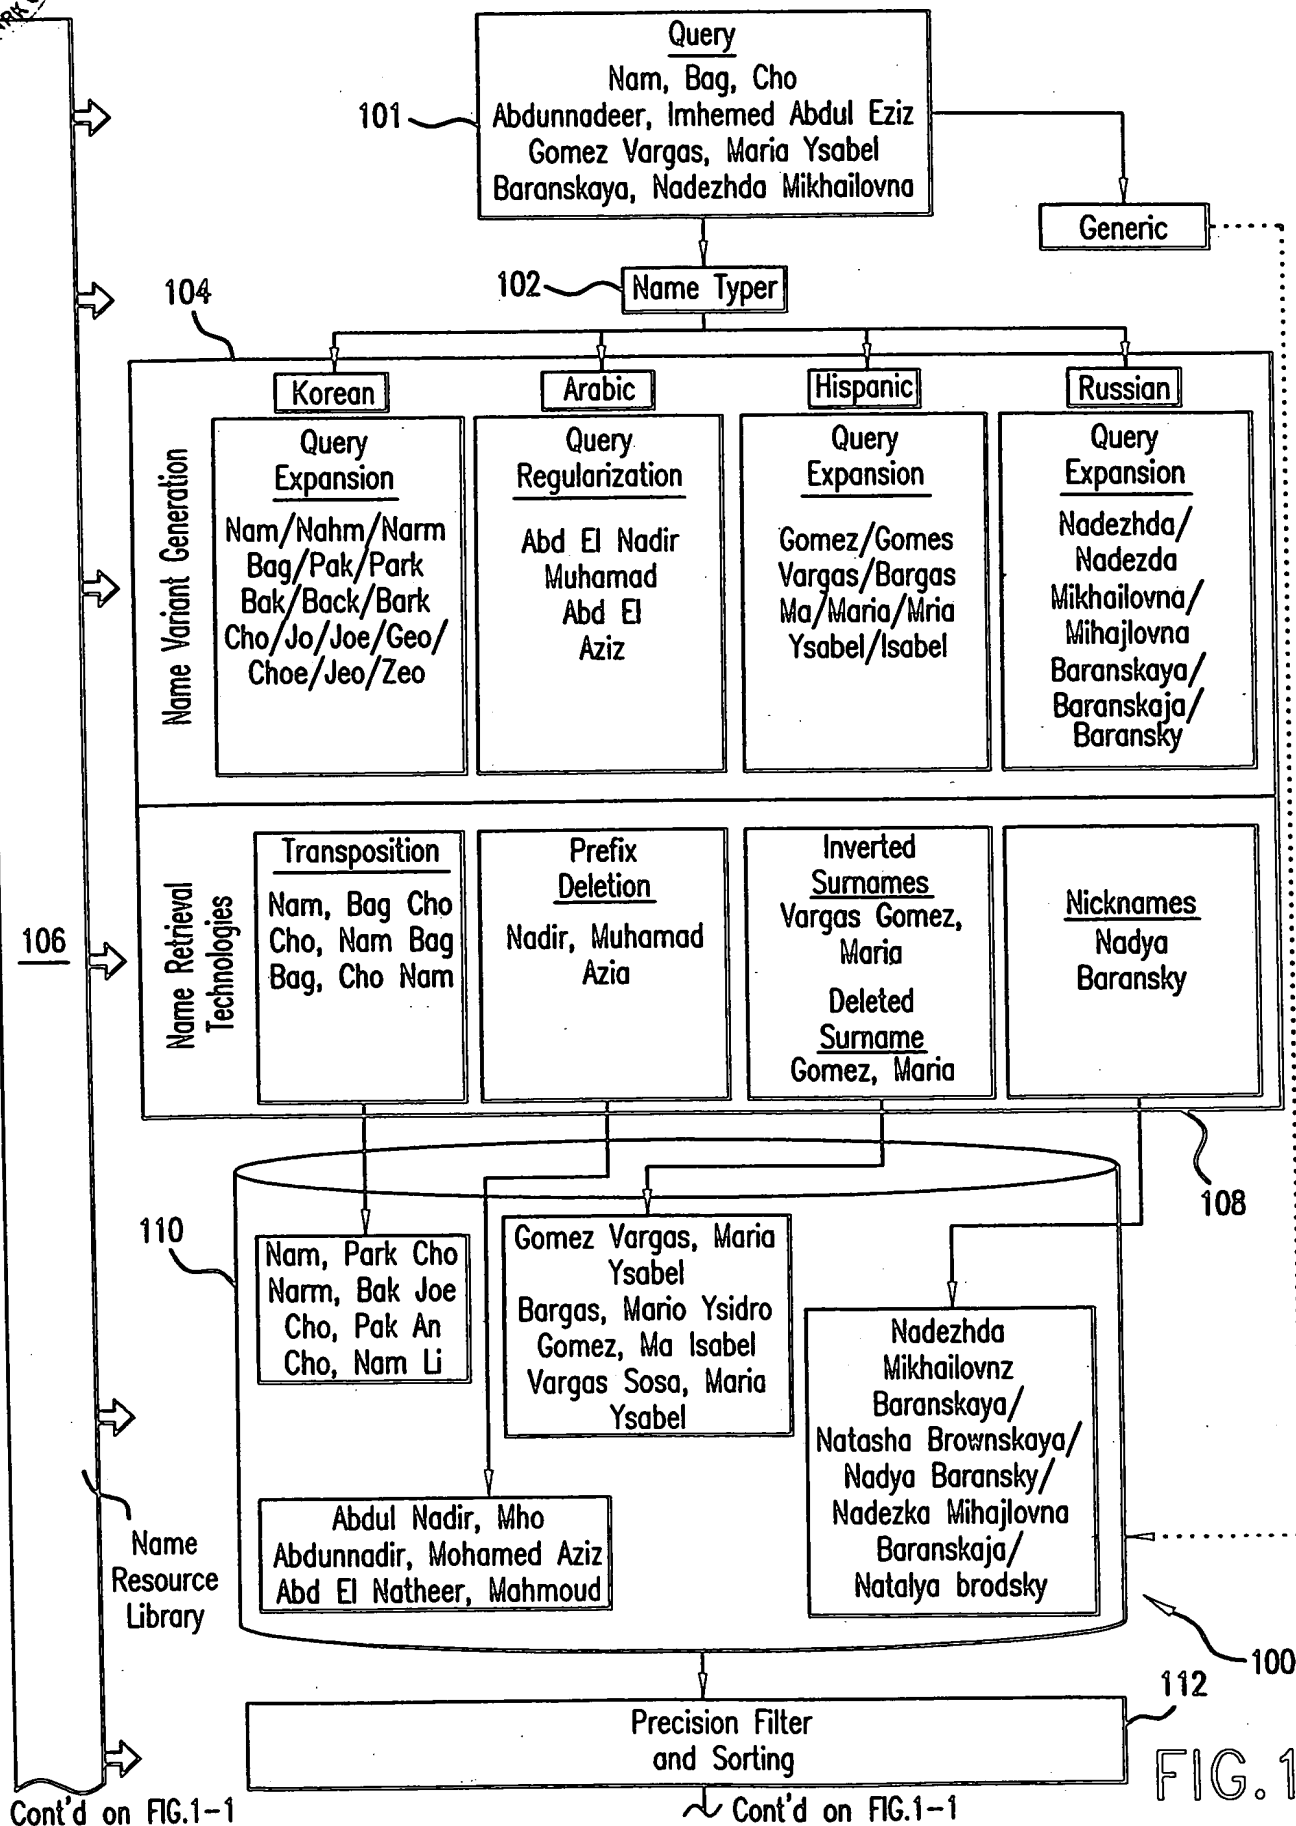 Query
Nam, Bag, Cho
Abdunnadeer, Imhemed Abdul Eziz
Gomez Vargas, Maria Ysabel
Baranskaya, Nadezhda Mikhailovna
101
Generic
102
Name Typer
104
Korean
Arabic
Hispanic
Russian
Name Variant Generation
Query
Expansion
Nam/Nahm/Narm
Bag/Pak/Park
Bak/Back/Bark
Cho/Jo/Joe/Geo/
Choe/Jeo/Zeo
Query
Regularization
Abd El Nadir
Muhamad
Abd El
Aziz
Query
Expansion
Gomez/Gomes
Vargas/Bargas
Ma/Maria/Mria
Ysabel/Isabel
Query
Expansion
Nadezhda/
Nadezda
Mikhailovna/
Mihajlovna
Baranskaya/
Baranskaja/
Baransky
106
Name Retrieval
Technologies
Transposition
Nam, Bag Cho
Cho, Nam Bag
Bag, Cho Nam
Prefix
Deletion
Nadir, Muhamad
Azia
Inverted
Surnames
Vargas Gomez,
Maria
Deleted
Surname
Gomez, Maria
Nicknames
Nadya
Baransky
108
110
Nam, Park Cho
Narm, Bak Joe
Cho, Pak An
Cho, Nam Li
Gomez Vargas, Maria
Ysabel
Bargas, Mario Ysidro
Gomez, Ma Isabel
Vargas Sosa, Maria
Ysabel
Nadezhda
Mikhailovnz
Baranskaya/
Natasha Brownskaya/
Nadya Baransky/
Nadezka Mihajlovna
Baranskaja/
Natalya brodsky
Abdul Nadir, Mho
Abdunnadir, Mohamed Aziz
Abd El Natheer, Mahmoud
Name
Resource
Library
100
112
Precision Filter
and Sorting
FIG.1
Cont'd on FIG.1-1
Cont'd on FIG.1-1